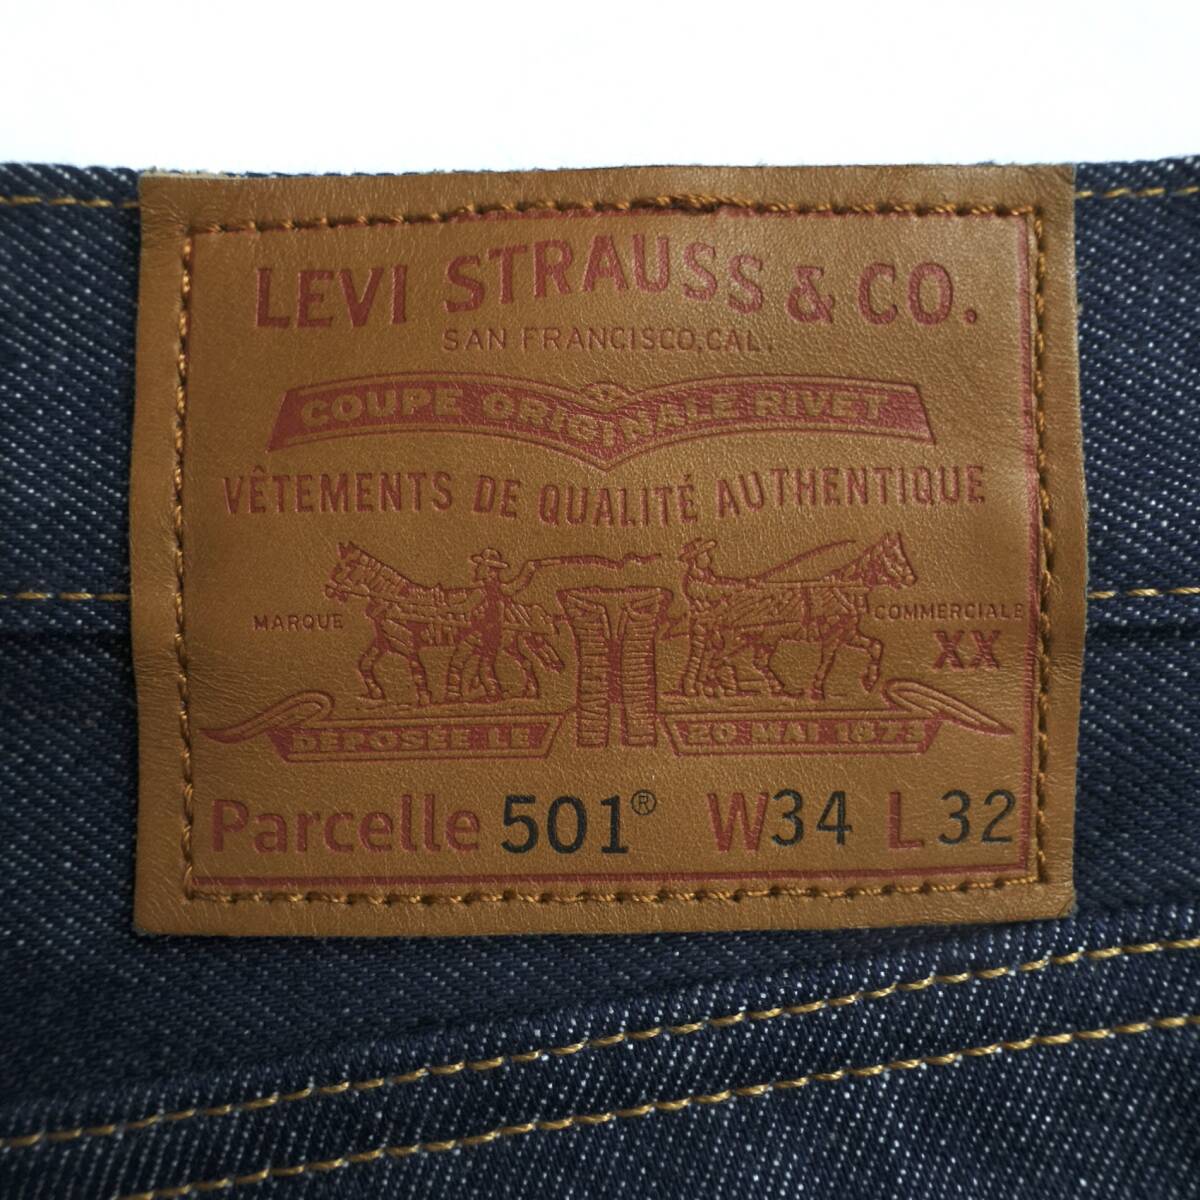 LEVI STRAUSS & CO.
SAN FRANCISCO, CAL.
COUPE ORIGINALE RIVET
VÊTEMENTS DE QUALITÉ AUTHENTIQUE
MARQUE COMMERCIALE
XX
DÉPOSÉE LE 20 MAI 1873
Parcelle 501® W34 L32